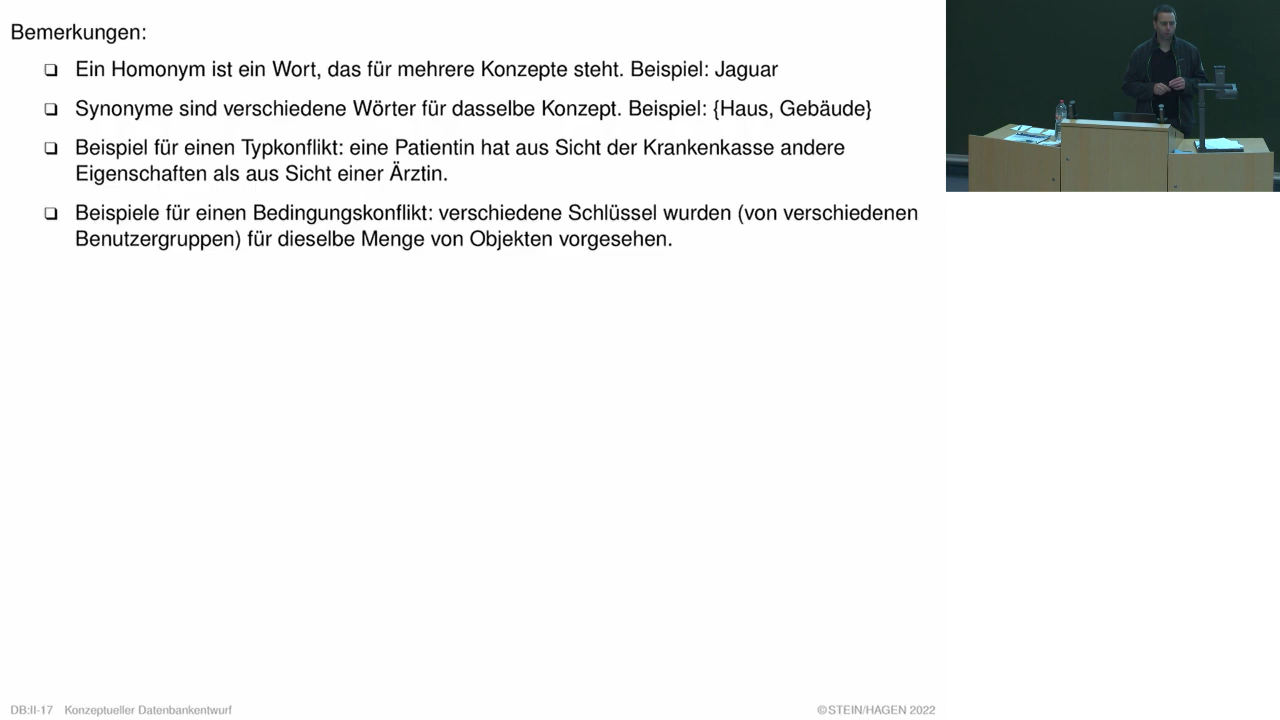 Bemerkungen:
❑ Ein Homonym ist ein Wort, das für mehrere Konzepte steht. Beispiel: Jaguar
❑ Synonyme sind verschiedene Wörter für dasselbe Konzept. Beispiel: {Haus, Gebäude}
❑ Beispiel für einen Typkonflikt: eine Patientin hat aus Sicht der Krankenkasse andere
Eigenschaften als aus Sicht einer Ärztin.
❑ Beispiele für einen Bedingungskonflikt: verschiedene Schlüssel wurden (von verschiedenen
Benutzergruppen) für dieselbe Menge von Objekten vorgesehen.
DB:II-17 Konzeptueller Datenbankentwurf ©STEIN/HAGEN 2022